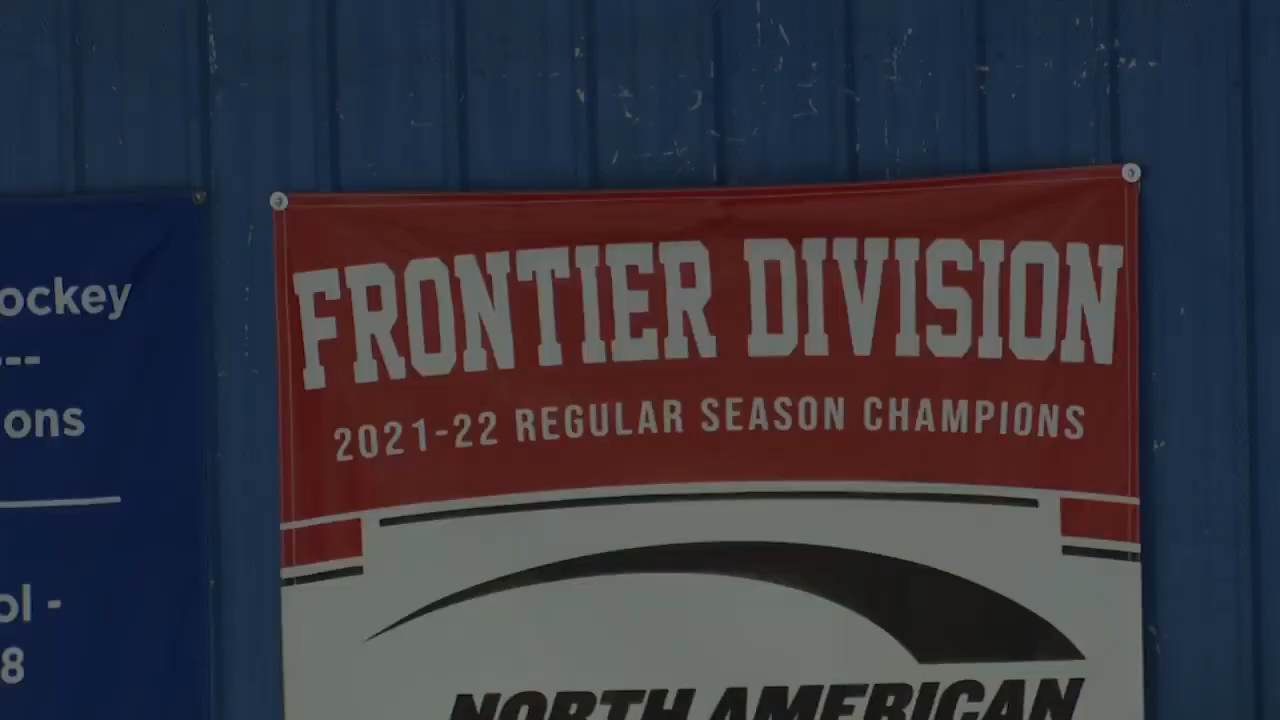 ockey
---
ons
ol -
8
FRONTIER DIVISION
2021-22 REGULAR SEASON CHAMPIONS
NORTH AMERICAN